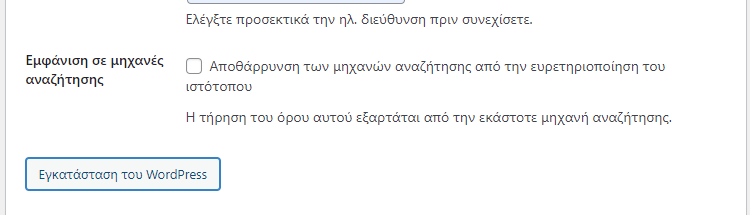 Ελέγξτε προσεκτικά την ηλ. διεύθυνση πριν συνεχίσετε.
Εμφάνιση σε μηχανές
αναζήτησης
Αποθάρρυνση των μηχανών αναζήτησης από την ευρετηριοποίηση του
ιστότοπου
Η τήρηση του όρου αυτού εξαρτάται από την εκάστοτε μηχανή αναζήτησης.
Εγκατάσταση του WordPress